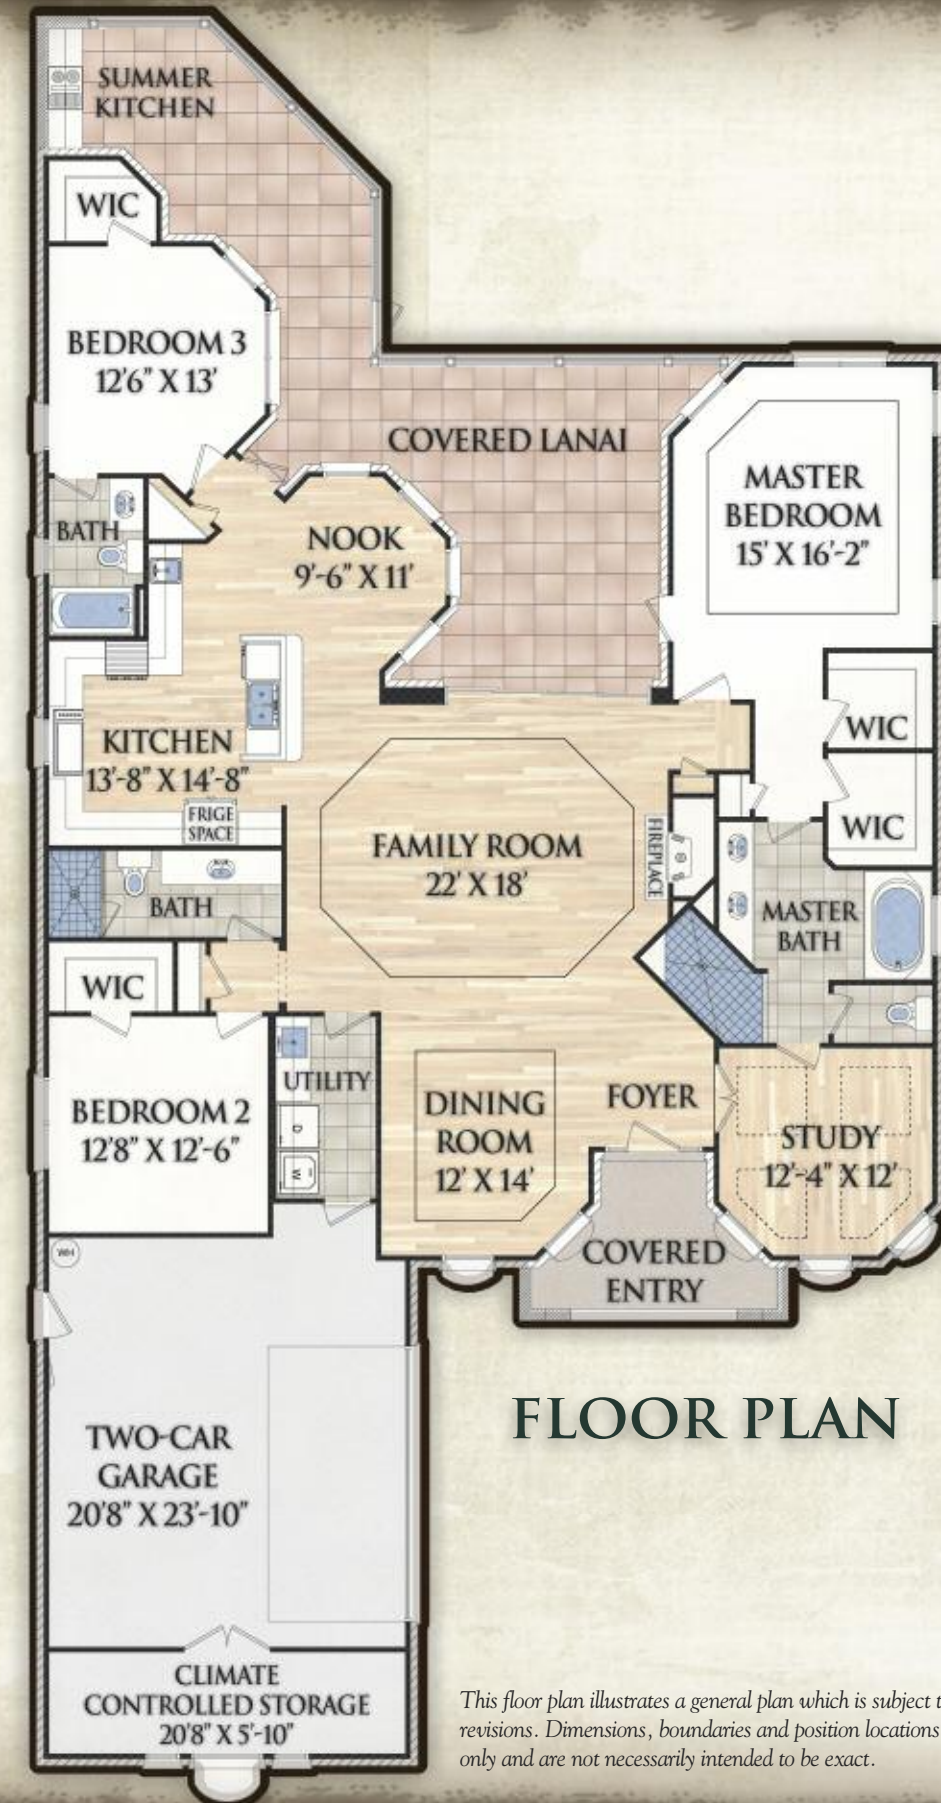 SUMMER
KITCHEN
WIC
BEDROOM 3
12'6" X 13'
COVERED LANAI
MASTER
BEDROOM
15' X 16'-2"
BATH
NOOK
9'-6" X 11'
WIC
KITCHEN
13'-8" X 14'-8"
FRIGE
SPACE
FAMILY ROOM
22' X 18'
FIREPLACE
WIC
BATH
MASTER
BATH
WIC
UTILITY
D
W
BEDROOM 2
12'8" X 12'-6"
DINING
ROOM
12' X 14'
FOYER
STUDY
12'-4" X 12'
WH
COVERED
ENTRY
FLOOR PLAN
TWO-CAR
GARAGE
20'8" X 23'-10"
CLIMATE
CONTROLLED STORAGE
20'8" X 5'-10"
This floor plan illustrates a general plan which is subject t
revisions. Dimensions, boundaries and position locations
only and are not necessarily intended to be exact.